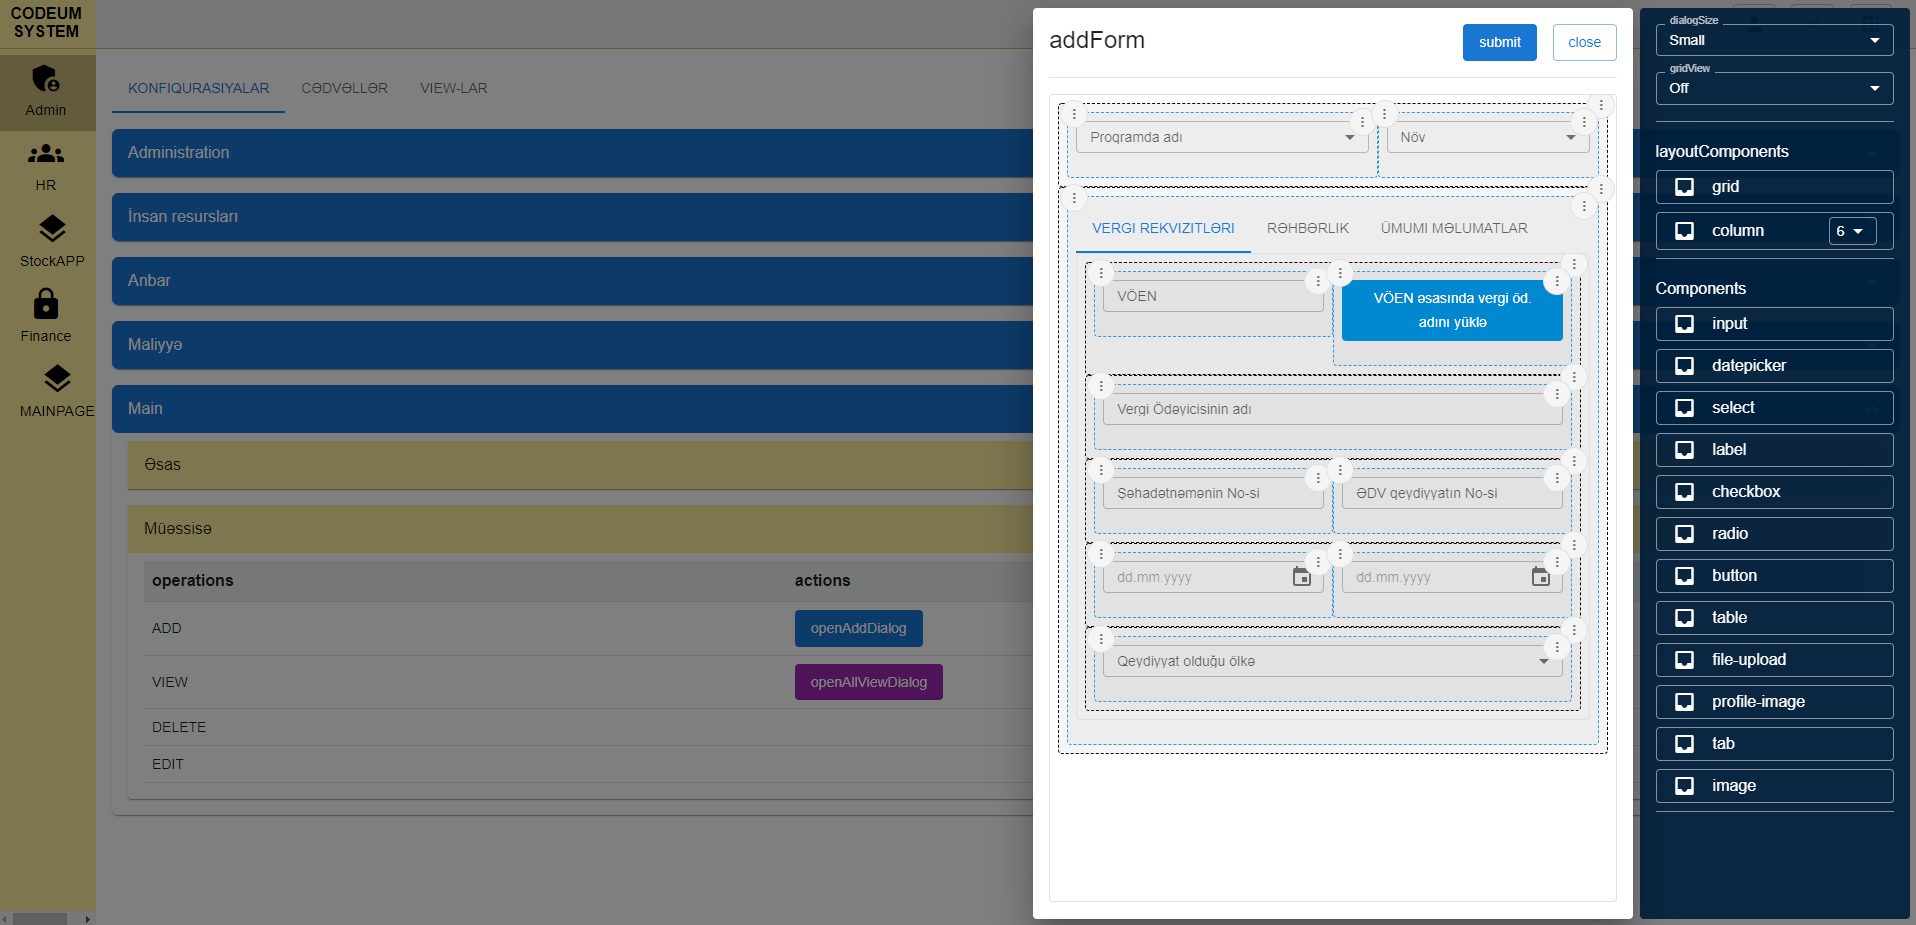 CODEUM
SYSTEM
Admin
HR
StockAPP
Finance
MAINPAGE
KONFIQURASIYALAR CƏDVƏLLƏR VIEW-LAR
Administration
İnsan resursları
Anbar
Maliyyə
Main
Əsas
Müəssisə
operations actions
ADD openAddDialog
VIEW openAllViewDialog
DELETE
EDIT
addForm submit close
Proqramda adı Növ
VERGI REKVIZITLƏRI RƏHBƏRLIK ÜMUMI MƏLUMATLAR
VÖEN VÖEN əsasında vergi öd.
adını yüklə
Vergi Ödəyicisinin adı
Şəhadətnəmənin No-si ƏDV qeydiyyatın No-si
dd.mm.yyyy dd.mm.yyyy
Qeydiyyat olduğu ölkə
dialogSize
Small
gridView
Off
layoutComponents
grid
column 6
Components
input
datepicker
select
label
checkbox
radio
button
table
file-upload
profile-image
tab
image